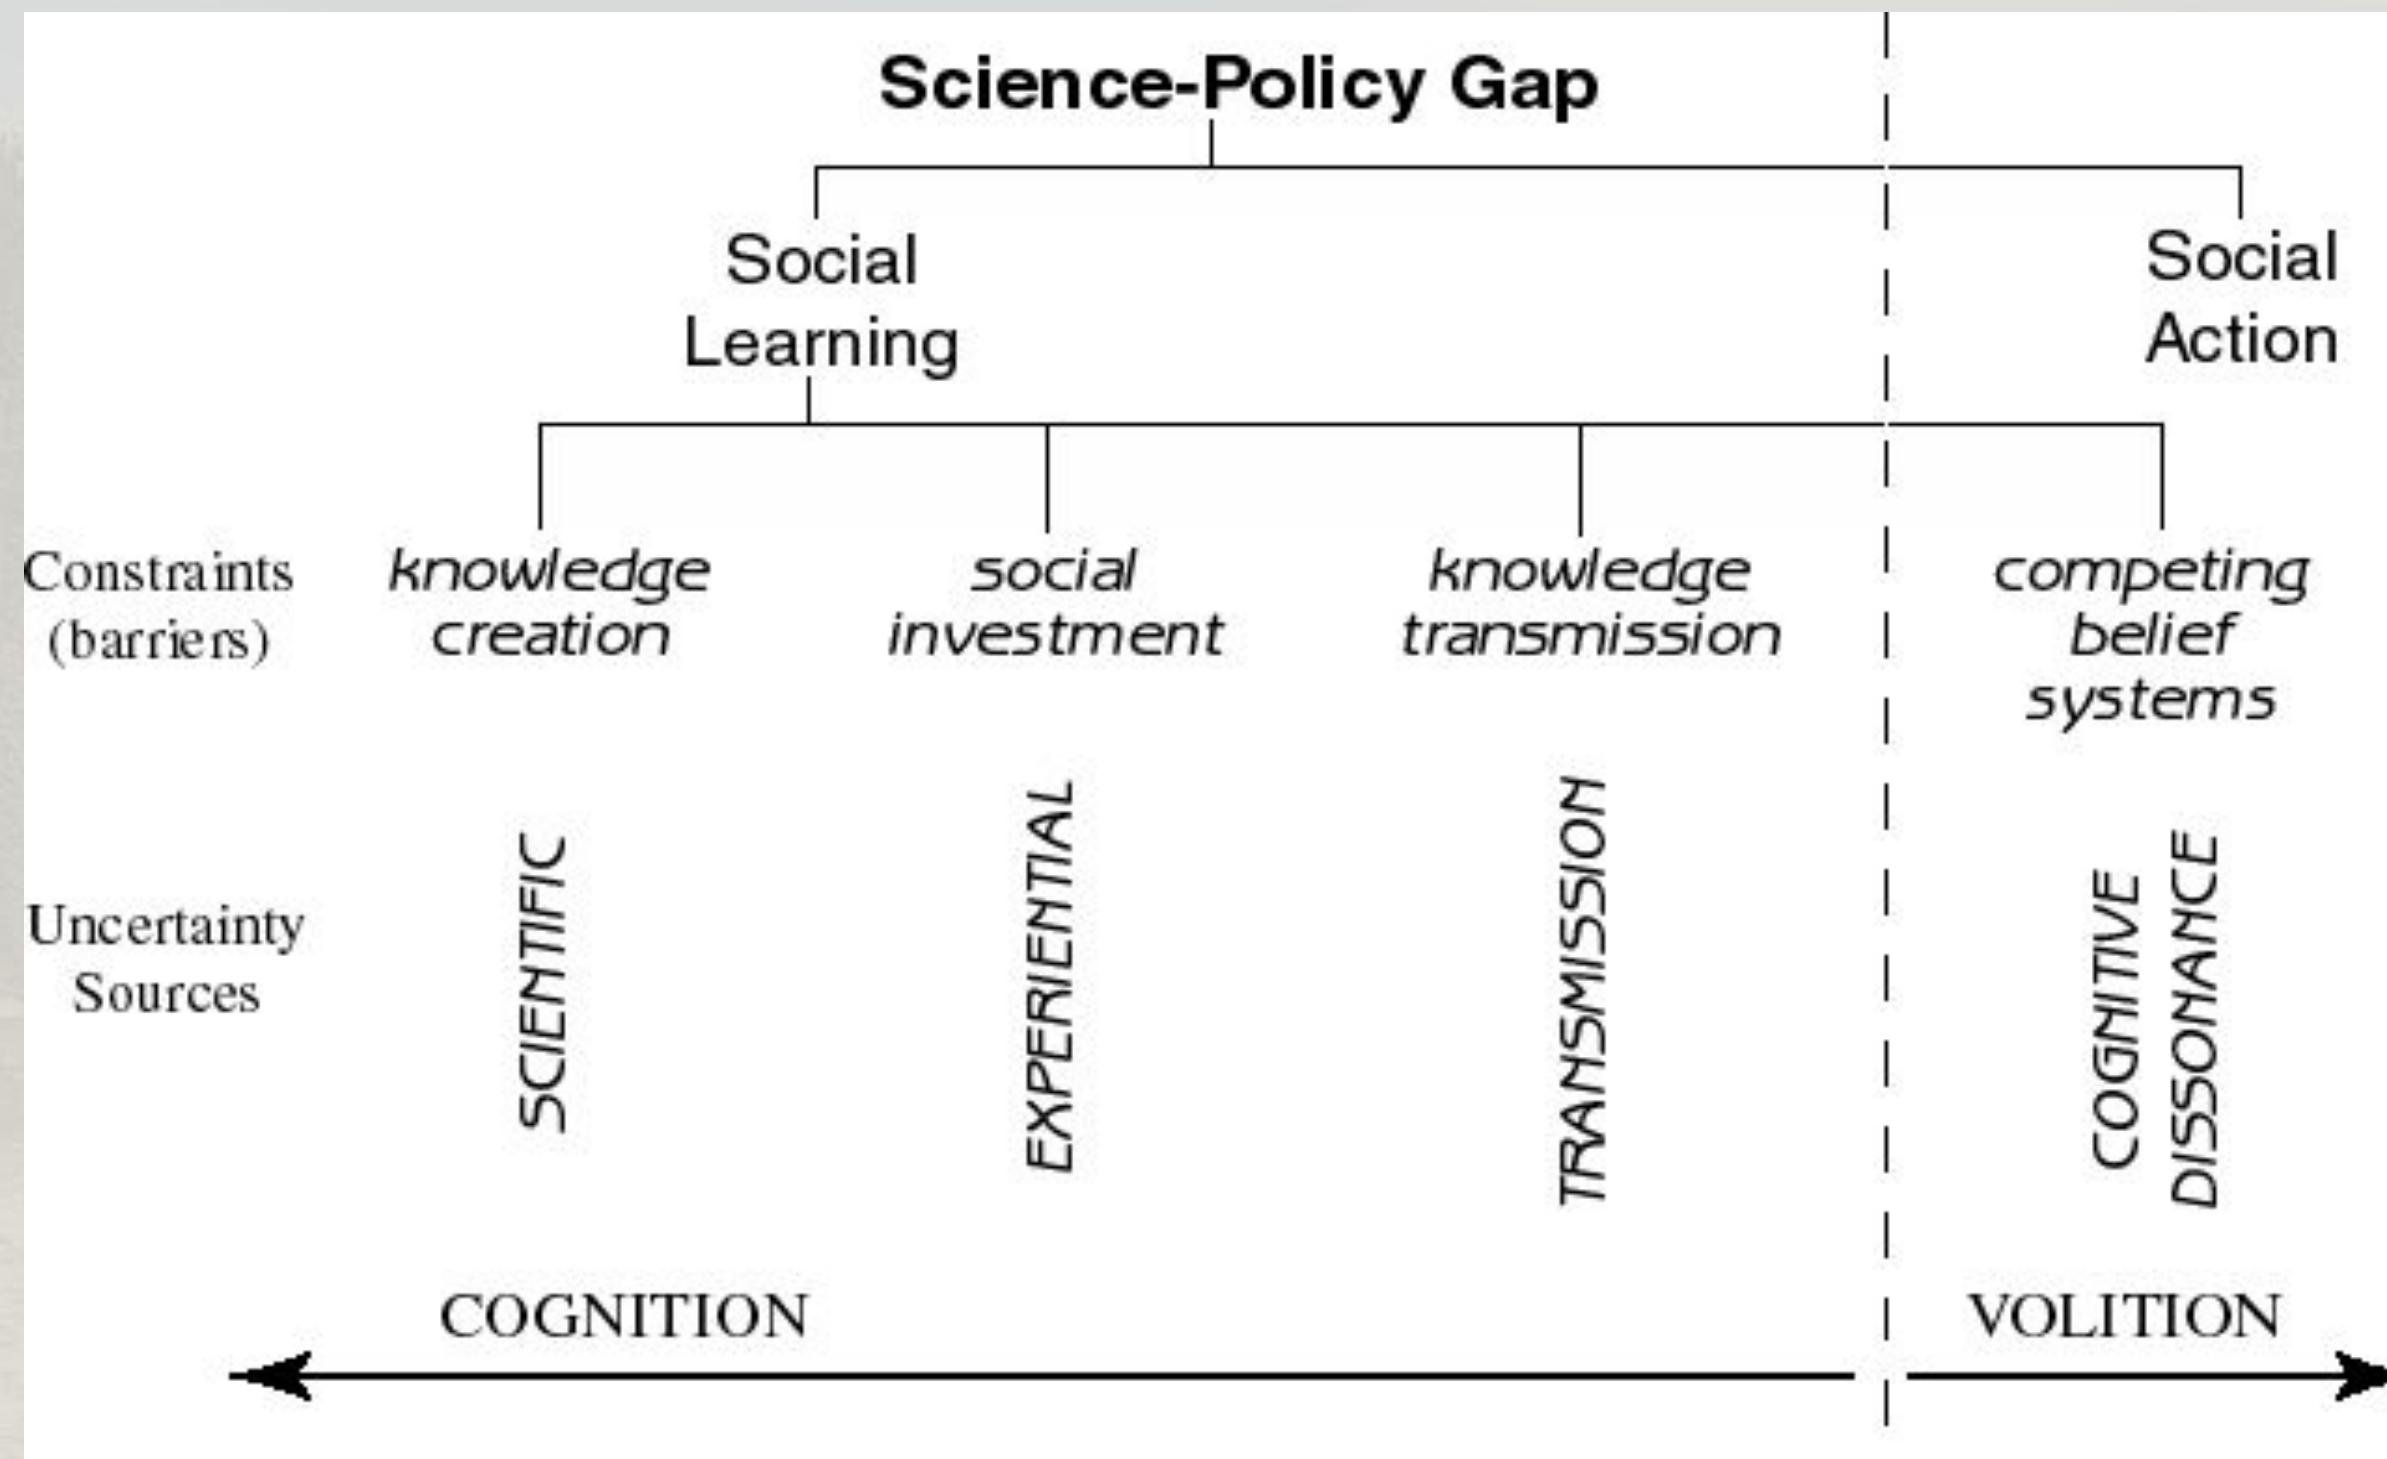 Science-Policy Gap
Social
Learning
Social
Action
Constraints
(barriers)
knowledge
creation
social
investment
knowledge
transmission
competing
belief
systems
Uncertainty
Sources
SCIENTIFIC
EXPERIENTIAL
TRANSMISSION
COGNITIVE
DISSONANCE
COGNITION
VOLITION